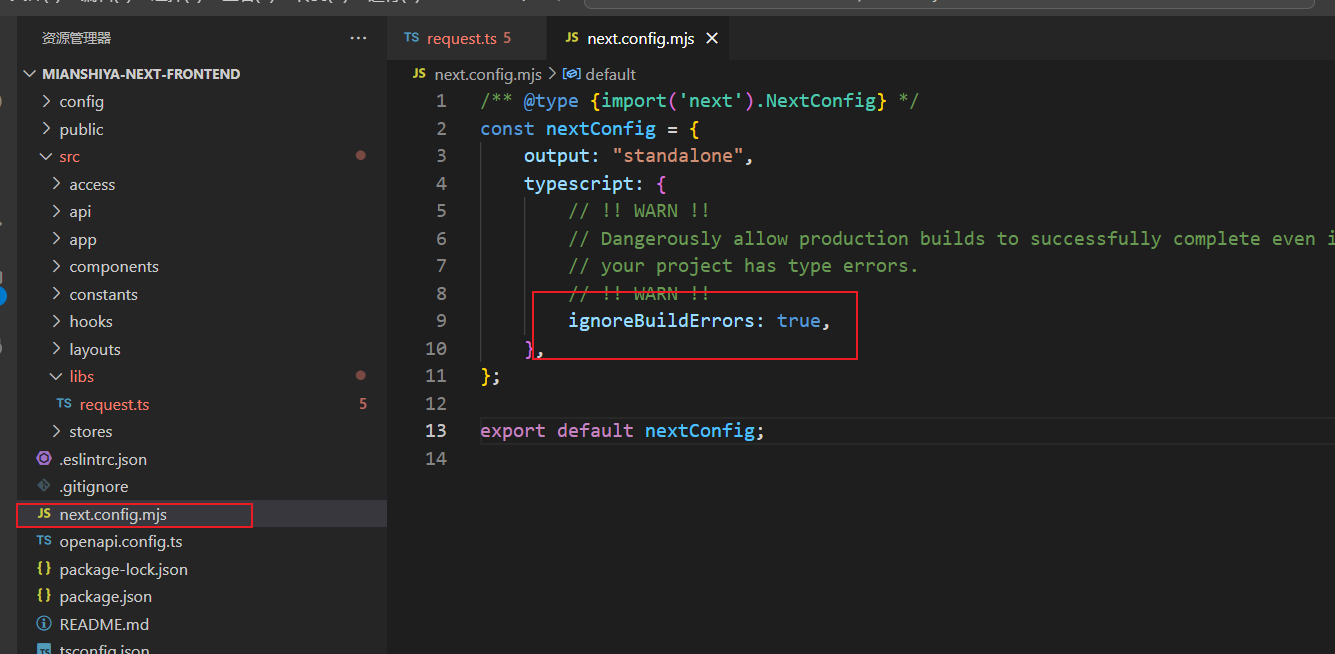 资源管理器
MIANSHIYA-NEXT-FRONTEND
config
public
src
access
api
app
components
constants
hooks
layouts
libs
TS request.ts 5
stores
.eslintrc.json
.gitignore
JS next.config.mjs
TS openapi.config.ts
{} package-lock.json
{} package.json
README.md
TS tsconfig.json
TS request.ts 5
JS next.config.mjs
JS next.config.mjs > default
1 /** @type {import('next').NextConfig} */
2 const nextConfig = {
3 output: "standalone",
4 typescript: {
5 // !! WARN !!
6 // Dangerously allow production builds to successfully complete even
7 // your project has type errors.
8 // !! WARN !!
9 ignoreBuildErrors: true,
10 },
11 };
12
13 export default nextConfig;
14